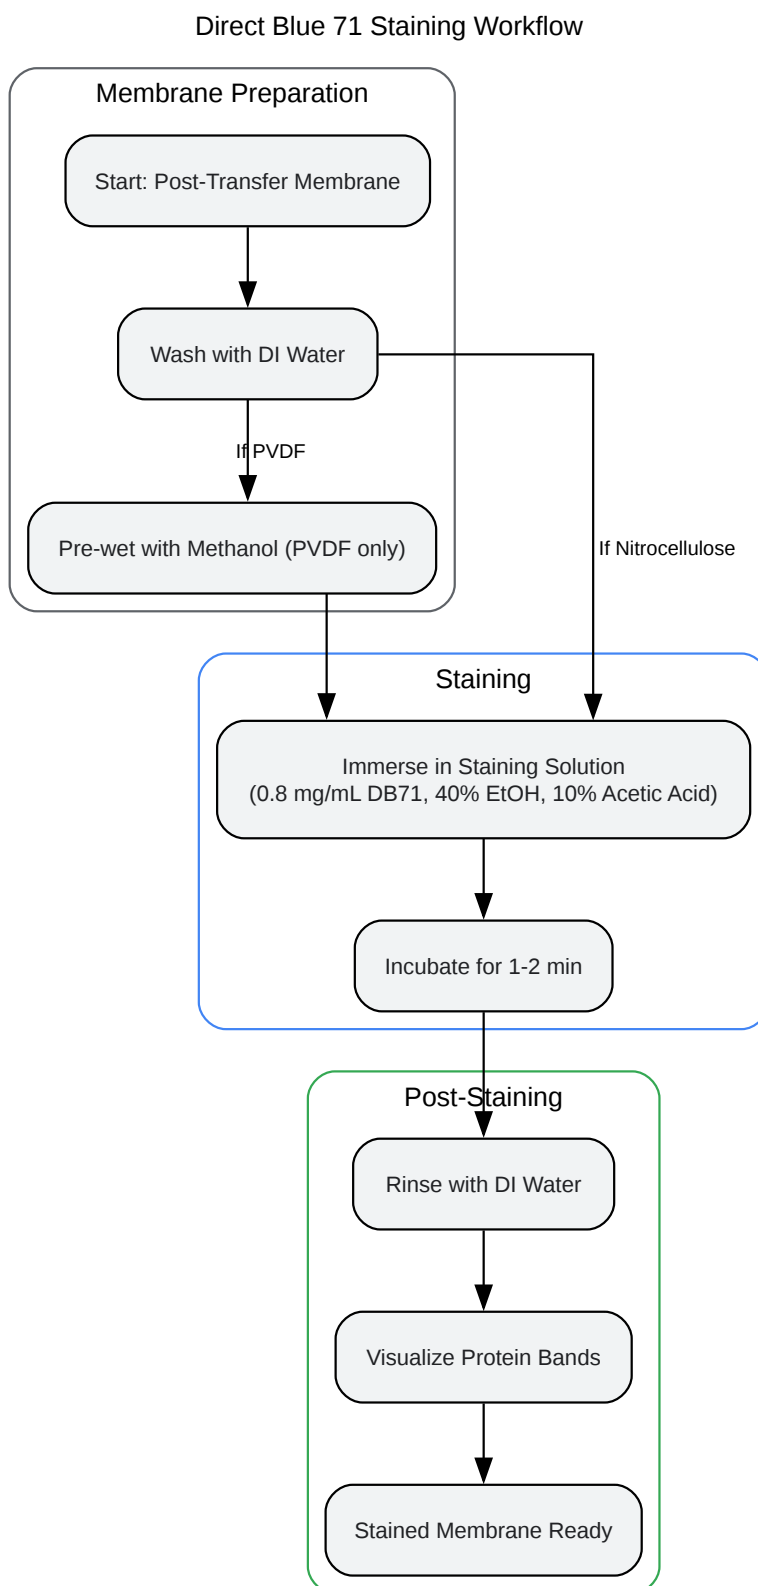 Direct Blue 71 Staining Workflow
Membrane Preparation
Start: Post-Transfer Membrane
Wash with DI Water
If PVDF
Pre-wet with Methanol (PVDF only)
If Nitrocellulose
Staining
Immerse in Staining Solution
(0.8 mg/mL DB71, 40% EtOH, 10% Acetic Acid)
Incubate for 1-2 min
Post-Staining
Rinse with DI Water
Visualize Protein Bands
Stained Membrane Ready